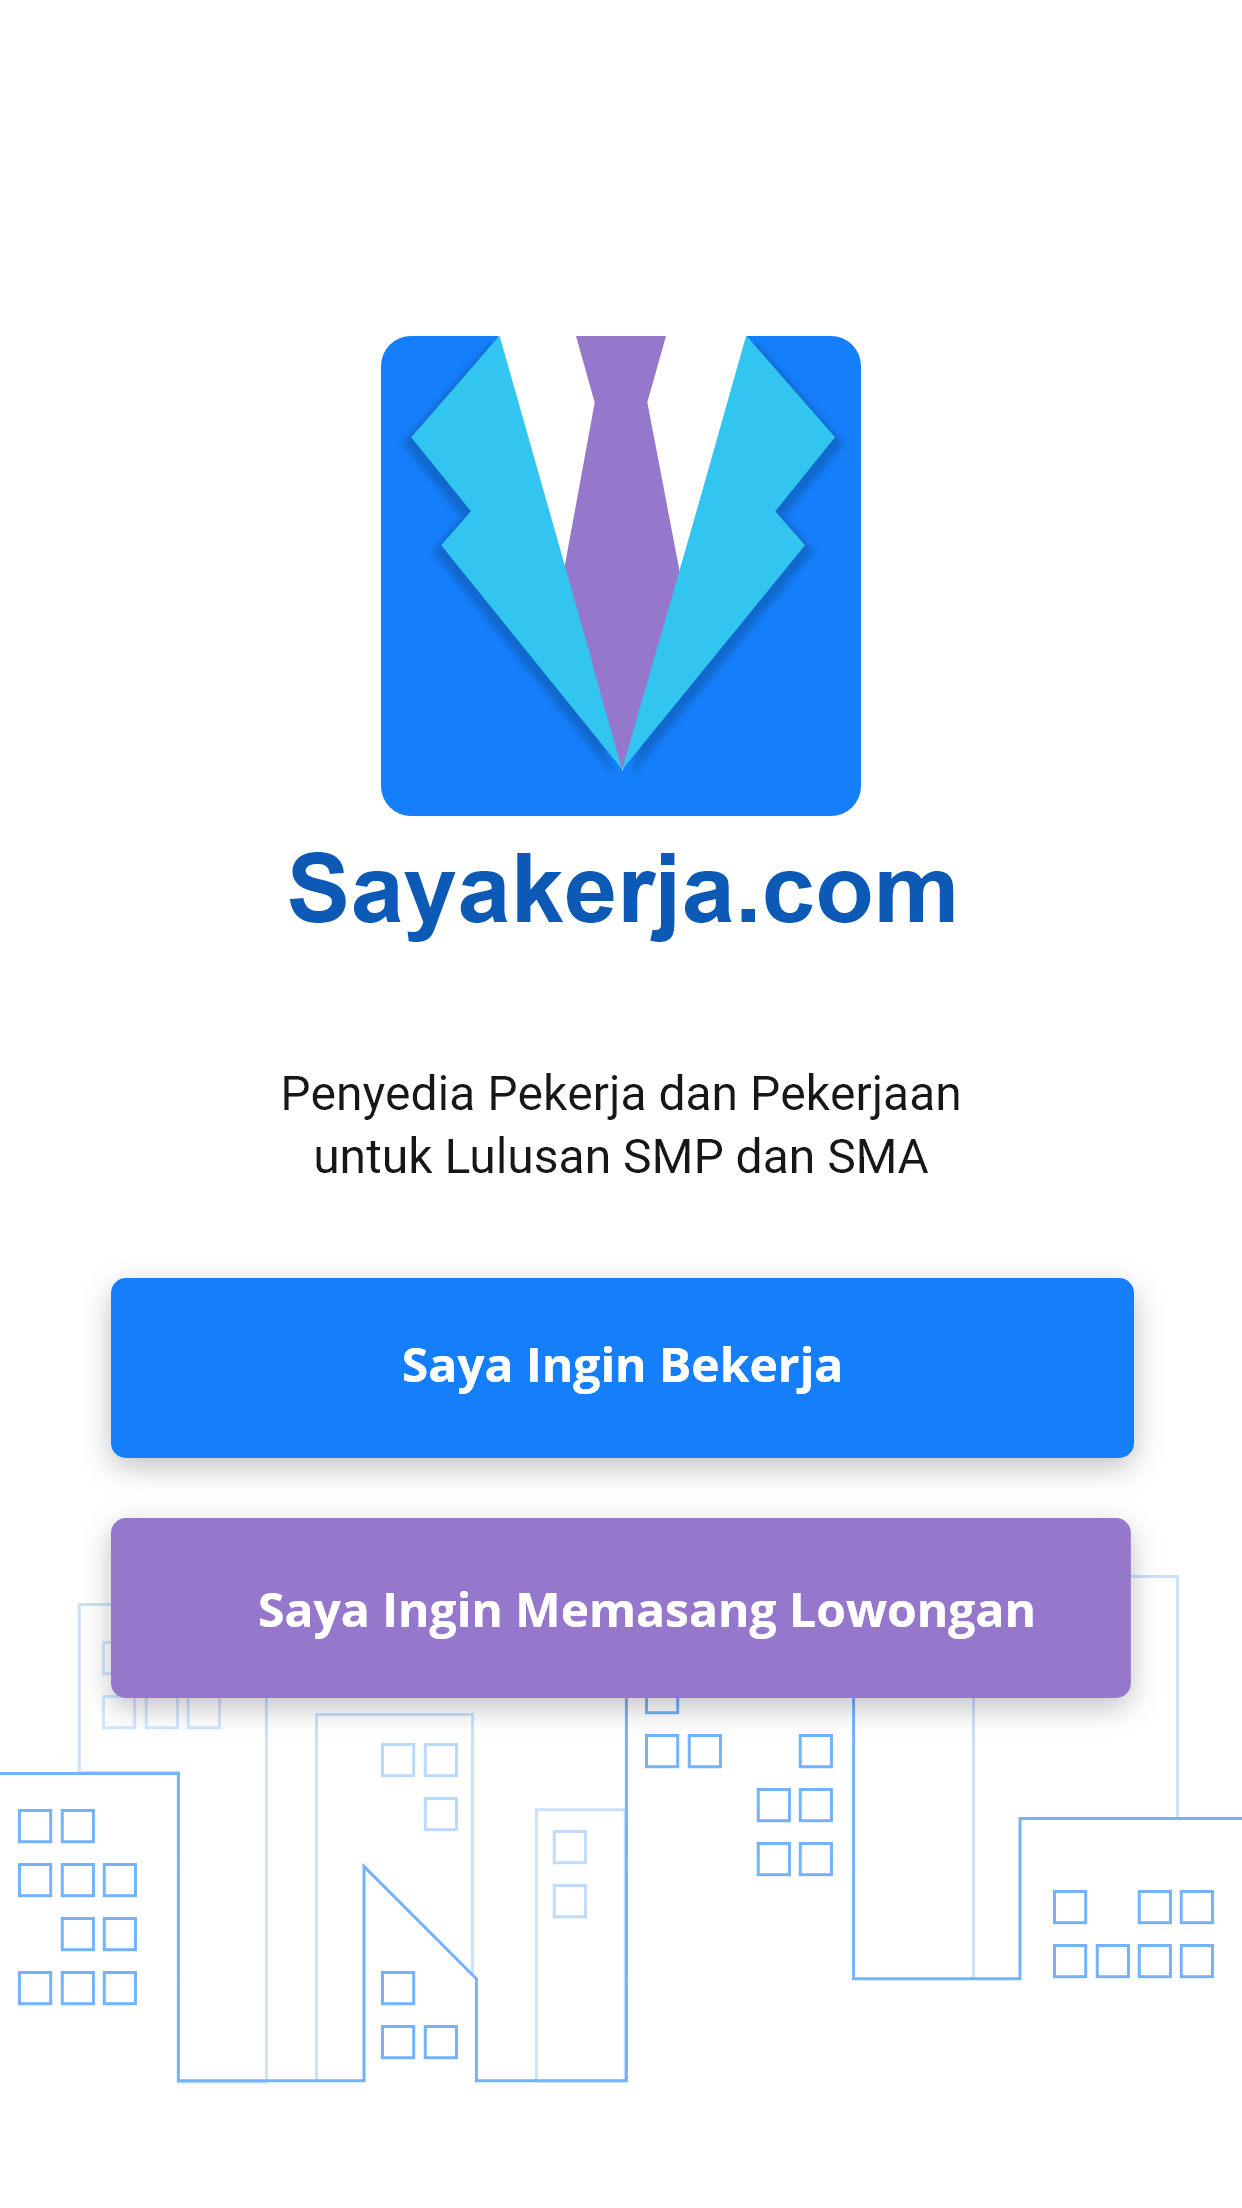 Sayakerja.com
Penyedia Pekerja dan Pekerjaan
untuk Lulusan SMP dan SMA
Saya Ingin Bekerja
Saya Ingin Memasang Lowongan